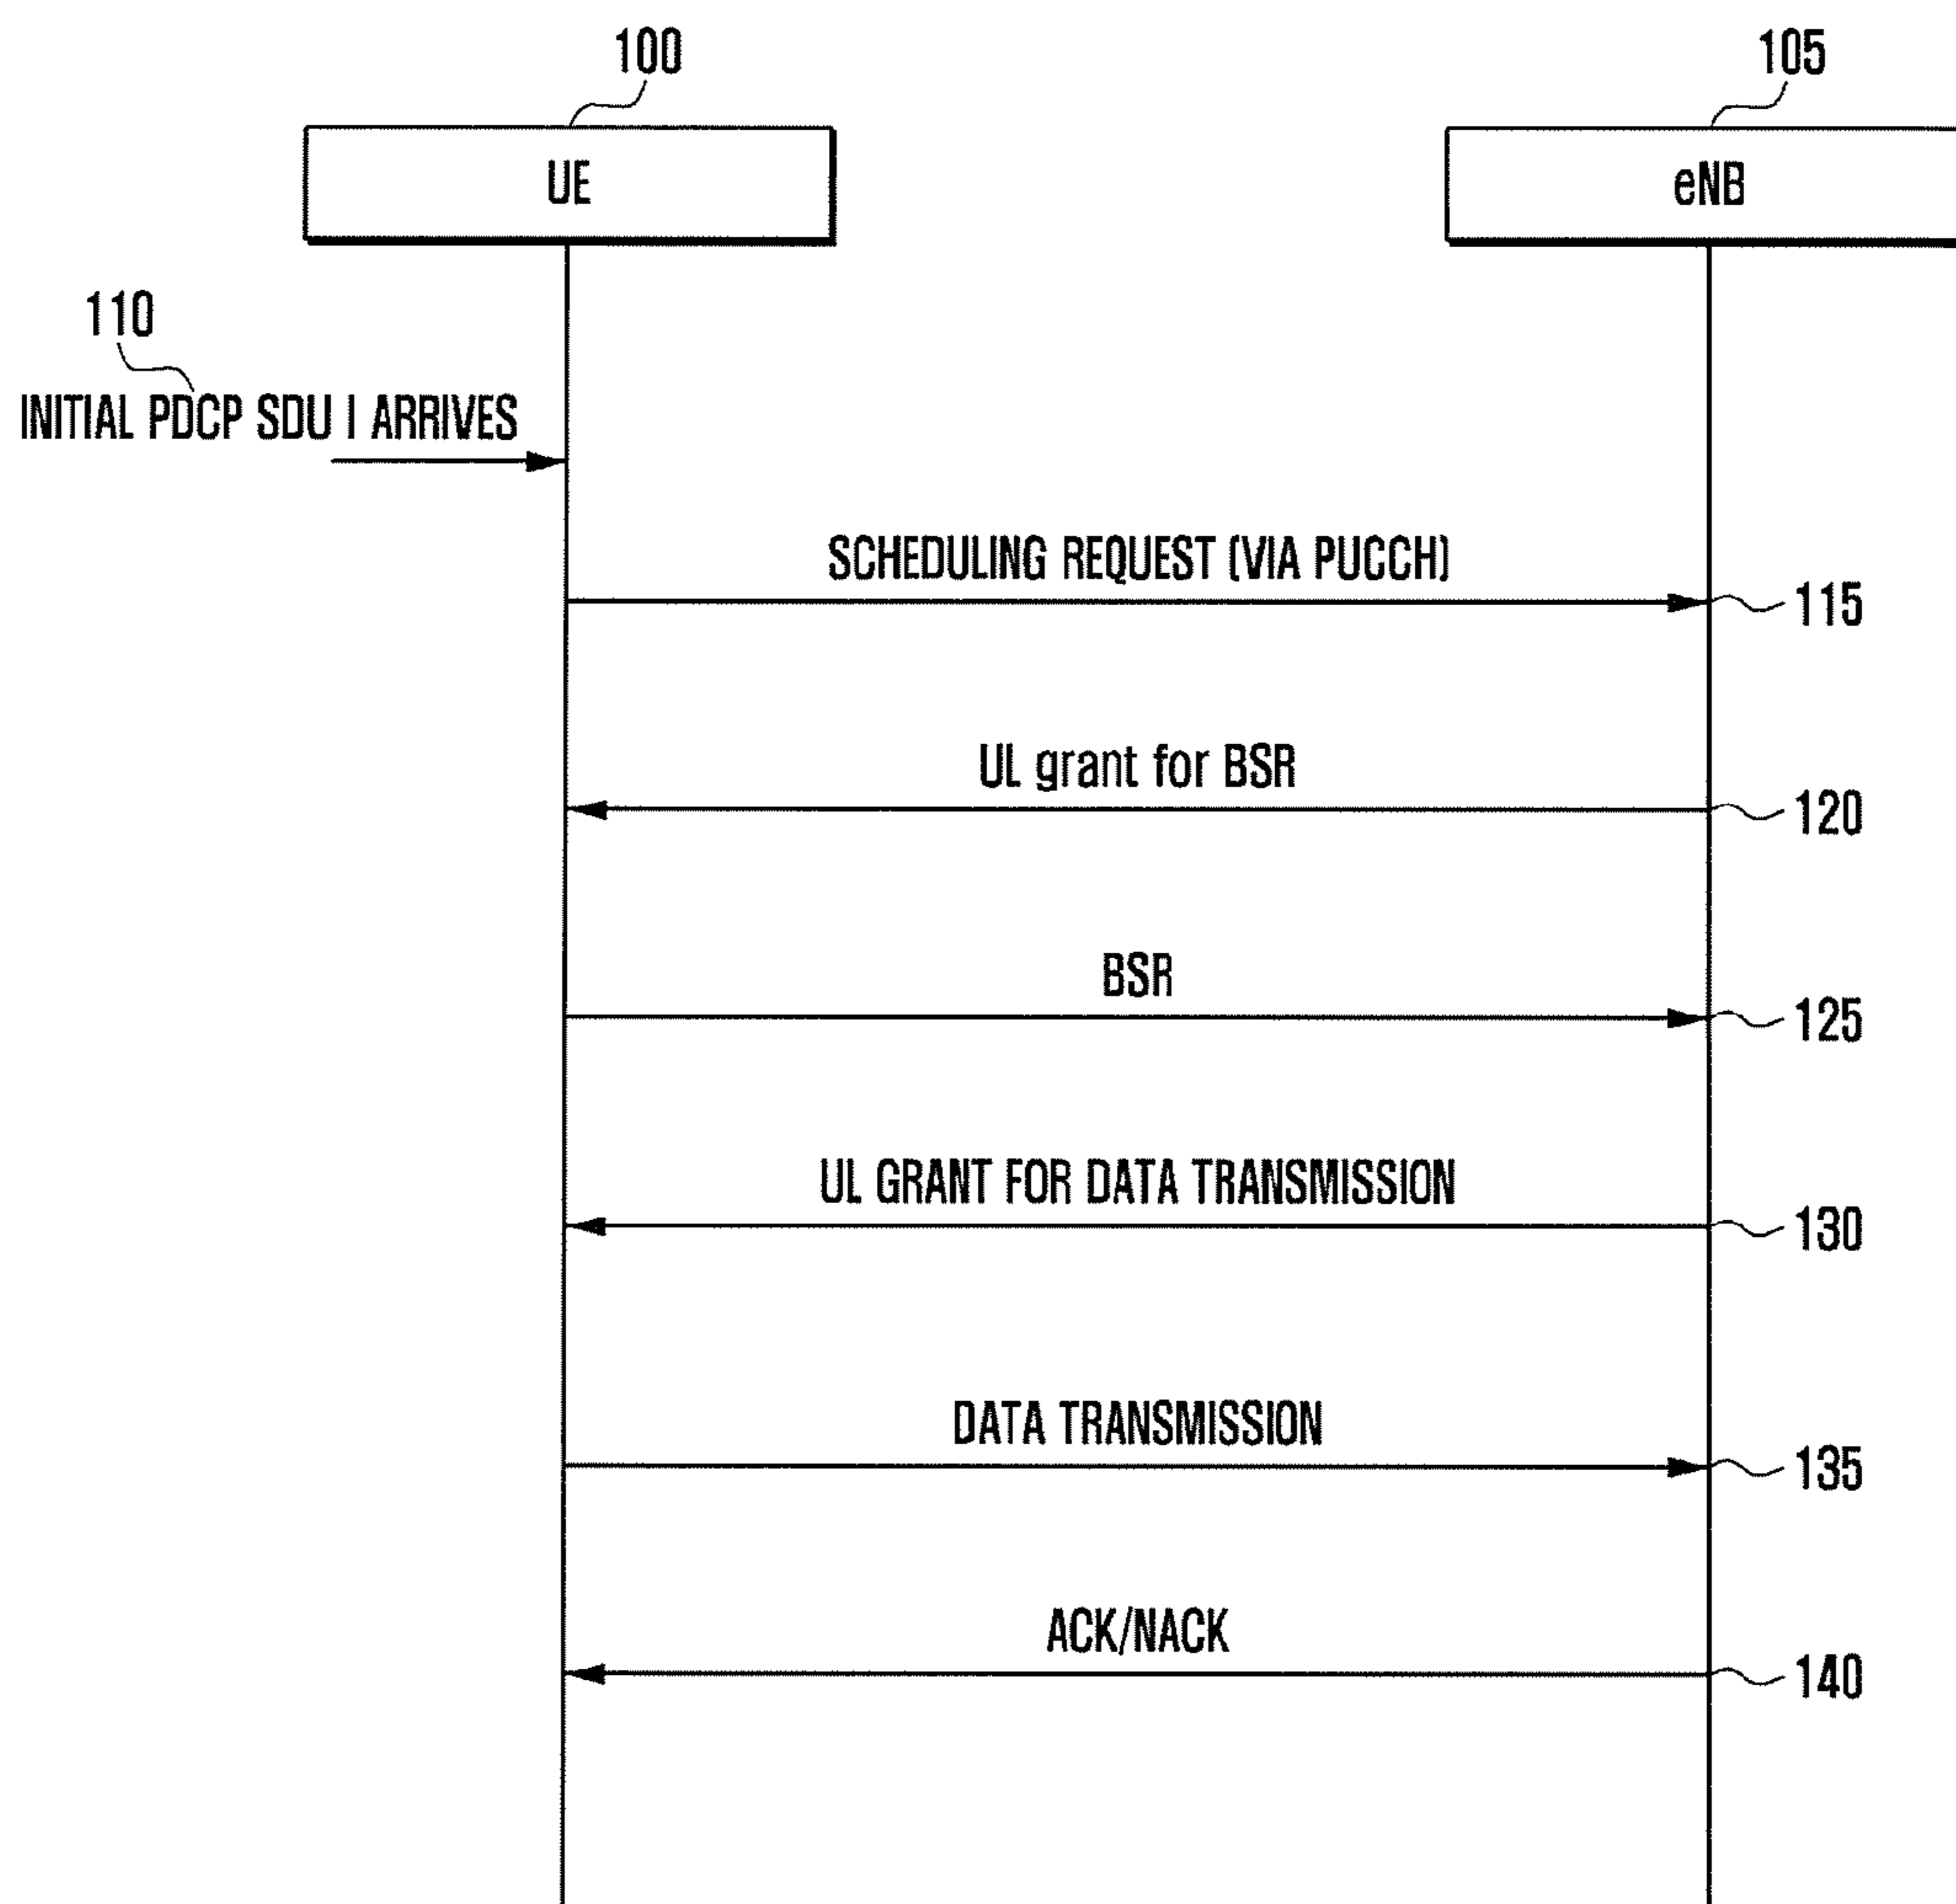 100
105
UE
eNB
110
INITIAL PDCP SDU I ARRIVES
SCHEDULING REQUEST (VIA PUCCH)
115
UL grant for BSR
120
BSR
125
UL GRANT FOR DATA TRANSMISSION
130
DATA TRANSMISSION
135
ACK/NACK
140